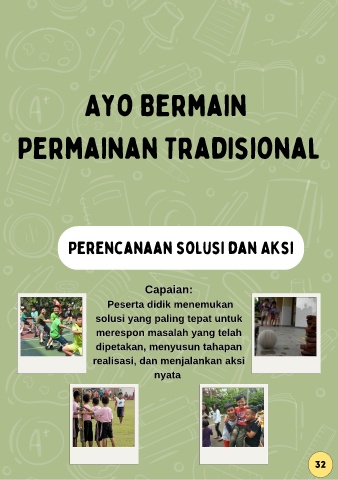 AYO BERMAIN
PERMAINAN TRADISIONAL
PERENCANAAN SOLUSI DAN AKSI
Capaian:
Peserta didik menemukan
solusi yang paling tepat untuk
merespon masalah yang telah
dipetakan, menyusun tahapan
realisasi, dan menjalankan aksi
nyata
32